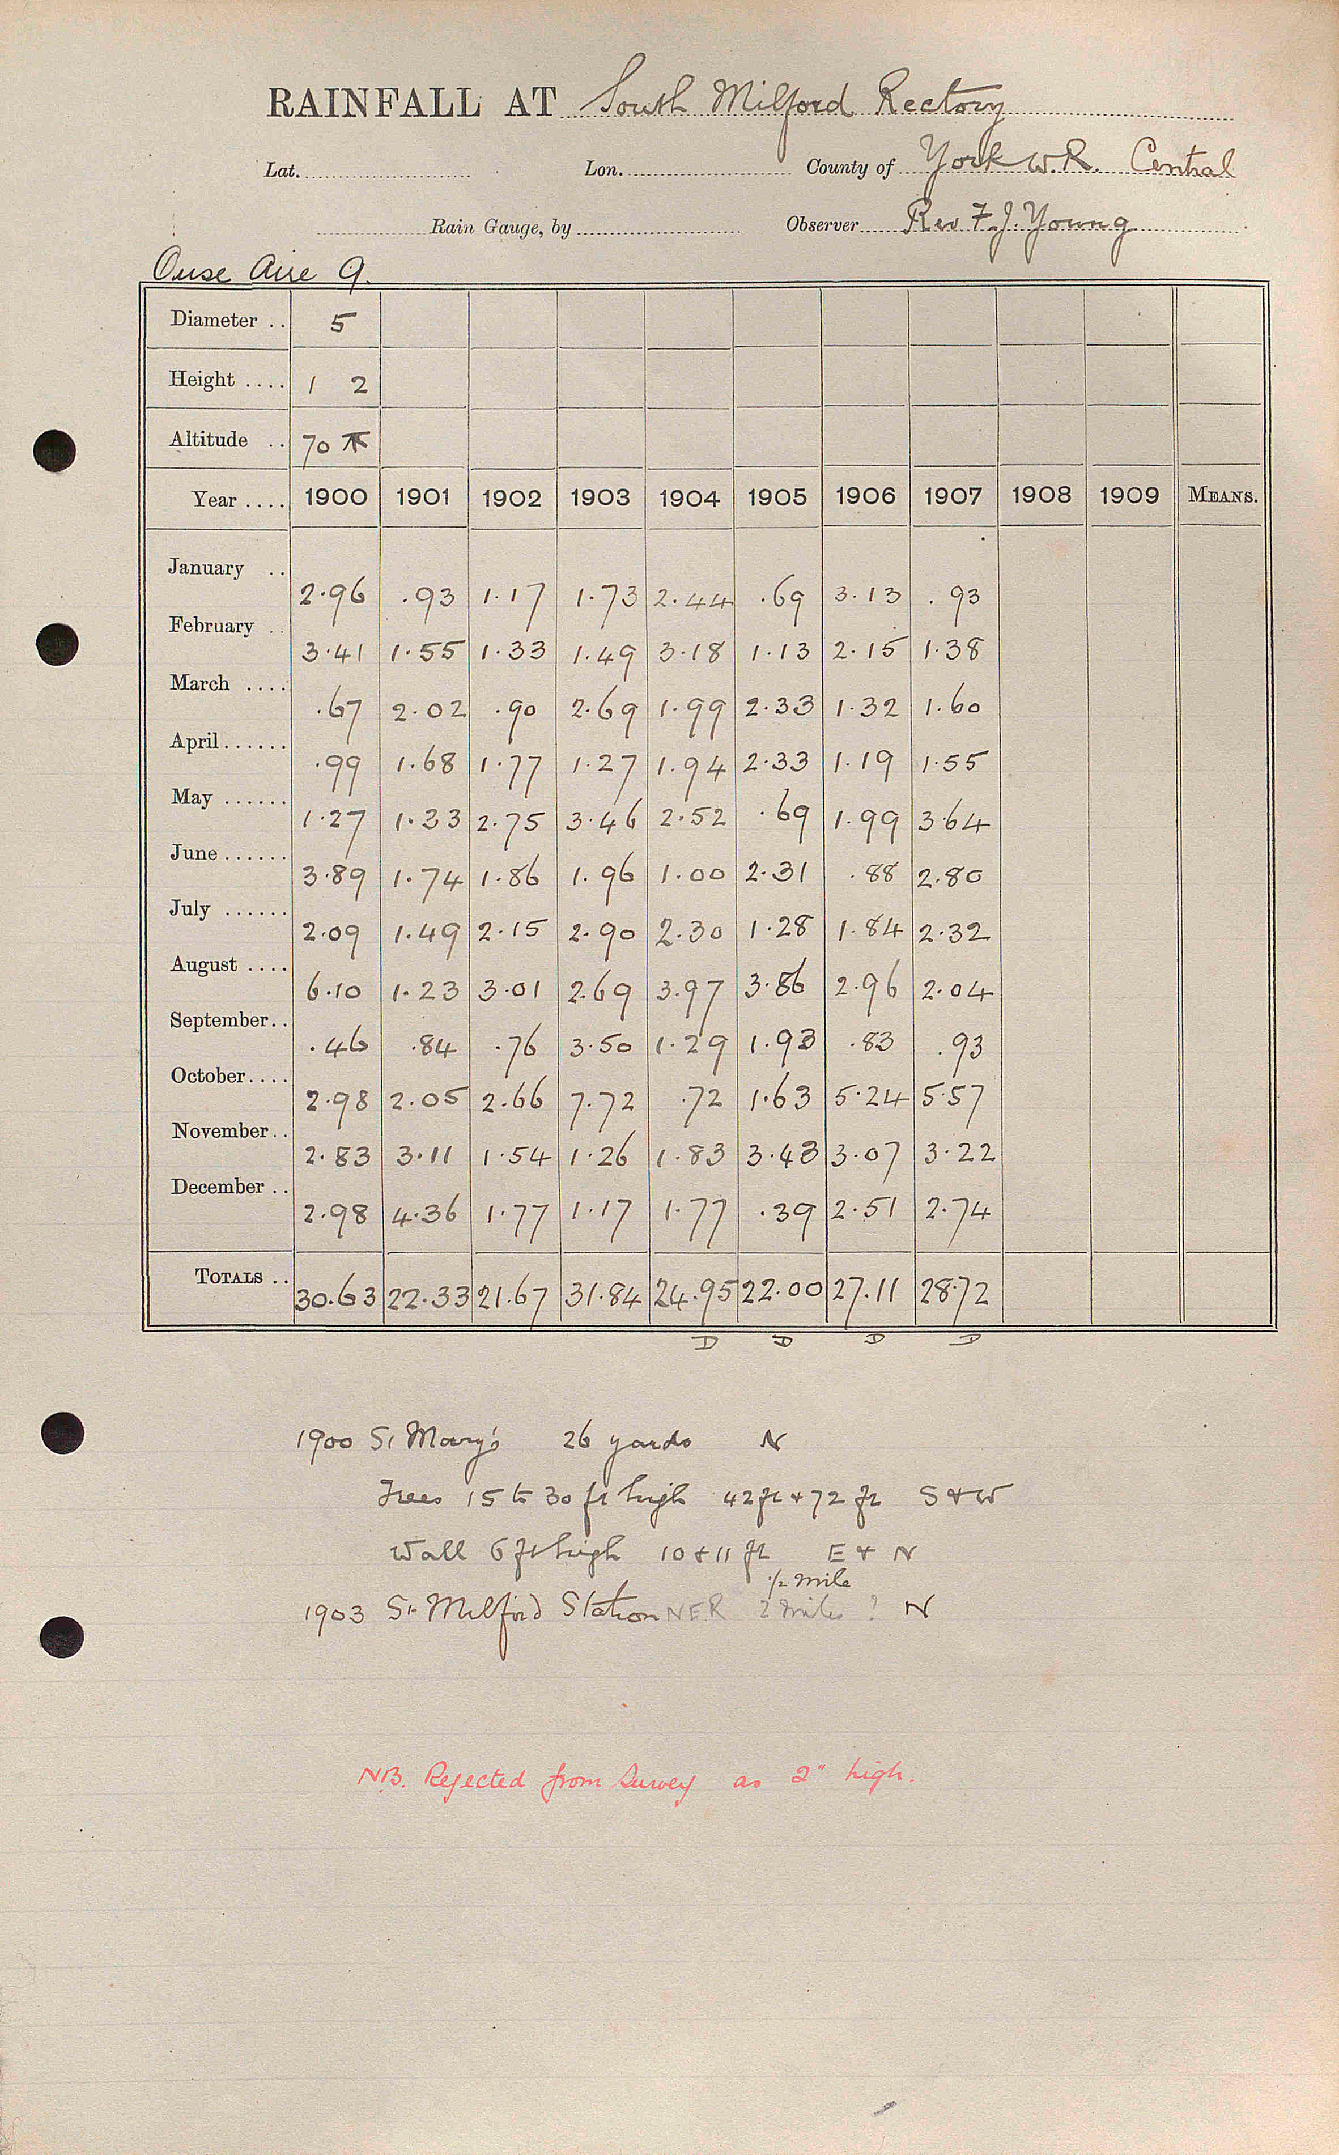 RAINFALL AT South Milford Rectory
Lat. Lon. County of York W.R. Central
Rain Gauge, by Observer Rev F.J. Young
Ouse Aire 9.
Diameter .. 5
Height .... 1 2
Altitude .. 70
Year .... 1900 1901 1902 1903 1904 1905 1906 1907 1908 1909 MEANS.
January .. 2.96 .93 1.17 1.73 2.44 .69 3.13 .93
February .. 3.41 1.55 1.33 1.49 3.18 1.13 2.15 1.38
March .... .67 2.02 .90 2.69 1.99 2.33 1.32 1.60
April...... .99 1.68 1.77 1.27 1.94 2.33 1.19 1.55
May ...... 1.27 1.33 2.75 3.46 2.52 .69 1.99 3.64
June...... 3.89 1.74 1.86 1.96 1.00 2.31 .88 2.80
July ...... 2.09 1.49 2.15 2.90 2.30 1.28 1.84 2.32
August .... 6.10 1.23 3.01 2.69 3.97 3.86 2.96 2.04
September.. .46 .84 .76 3.50 1.29 1.93 .83 .93
October.... 2.98 2.05 2.66 7.72 .72 1.63 5.24 5.57
November.. 2.83 3.11 1.54 1.26 1.83 3.43 3.07 3.22
December .. 2.98 4.36 1.77 1.17 1.77 .39 2.51 2.74
TOTALS .. 30.63 22.33 21.67 31.84 24.95 22.00 27.11 28.72
D D D D
1900 St Mary's 26 yards N
Trees 15 to 30 ft high 42ft + 72 ft S & W
Wall 6 ft high 10 & 11 ft E & N
1/2 mile
1903 St. Milford Station NER 2 miles ? N
NB. Rejected from Survey as 2" high.